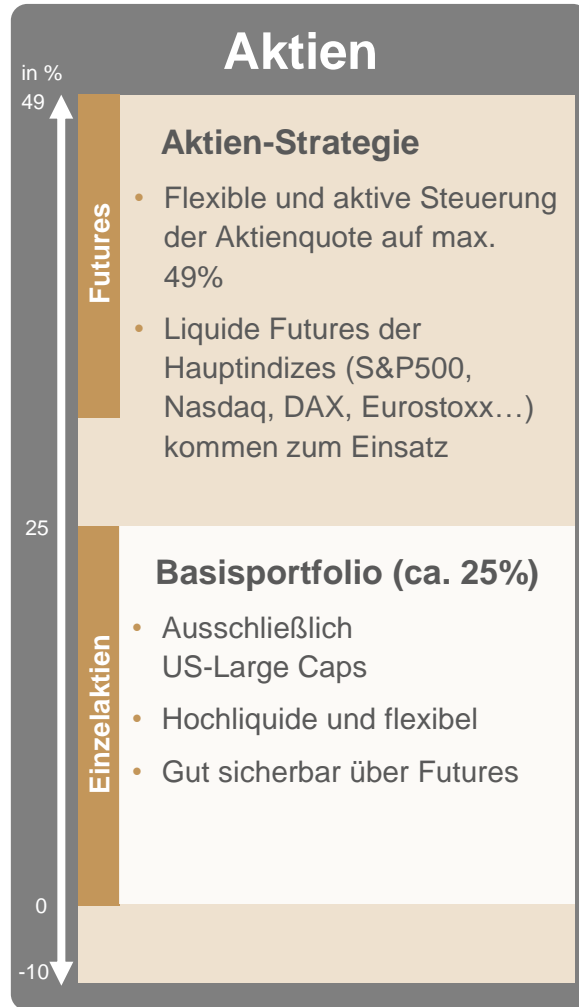 Aktien
in %
49
Futures
Aktien-Strategie
• Flexible und aktive Steuerung
der Aktienquote auf max.
49%
• Liquide Futures der
Hauptindizes (S&P500,
Nasdaq, DAX, Eurostoxx…)
kommen zum Einsatz
25
Einzelaktien
Basisportfolio (ca. 25%)
• Ausschließlich
US-Large Caps
• Hochliquide und flexibel
• Gut sicherbar über Futures
0
-10